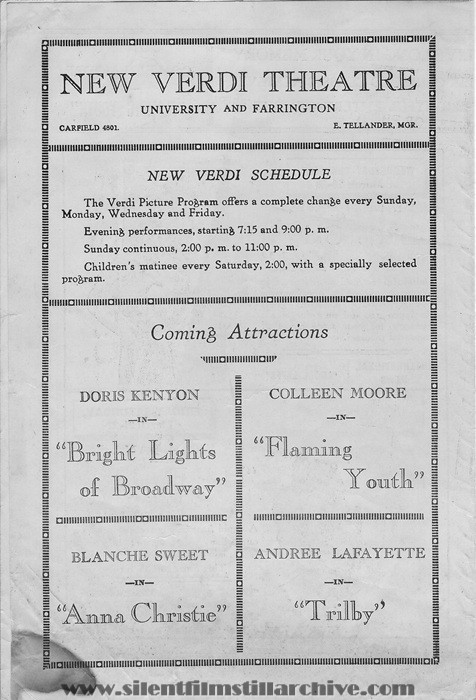 NEW VERDI THEATRE
UNIVERSITY AND FARRINGTON
CARFIELD 4801.
E. TELLANDER, MGR.
NEW VERDI SCHEDULE
The Verdi Picture Program offers a complete change every Sunday,
Monday, Wednesday and Friday.
Evening performances, starting 7:15 and 9:00 p. m.
Sunday continuous, 2:00 p. m. to 11:00 p. m.
Children's matinee every Saturday, 2:00, with a specially selected
program.
Coming Attractions
DORIS KENYON
—IN—
"Bright Lights
of Broadway"
COLLEEN MOORE
—IN—
"Flaming
Youth"
BLANCHE SWEET
—IN—
"Anna Christie"
ANDREE LAFAYETTE
—IN—
"Trilby"
www.silentfilmstillarchive.com